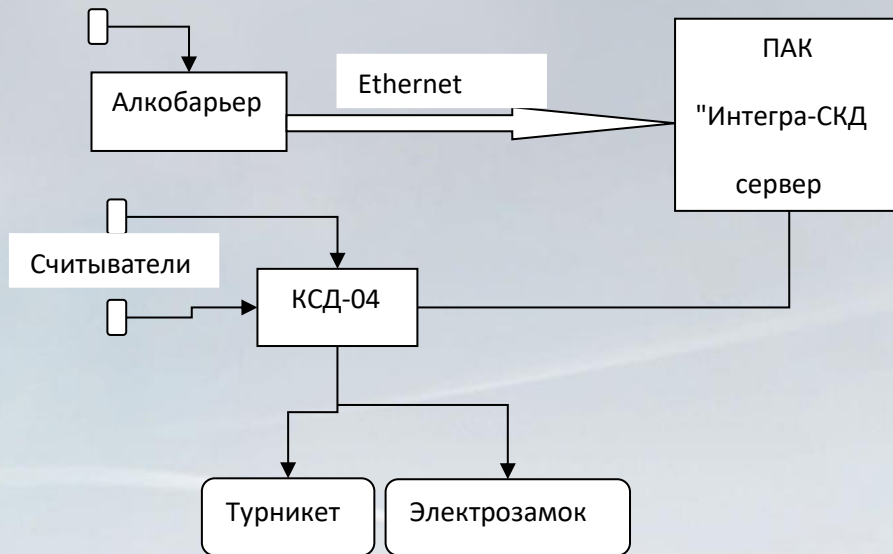 Алкобарьер
Ethernet
ПАК
"Интегра-СКД
сервер
Считыватели
КСД-04
Турникет
Электрозамок